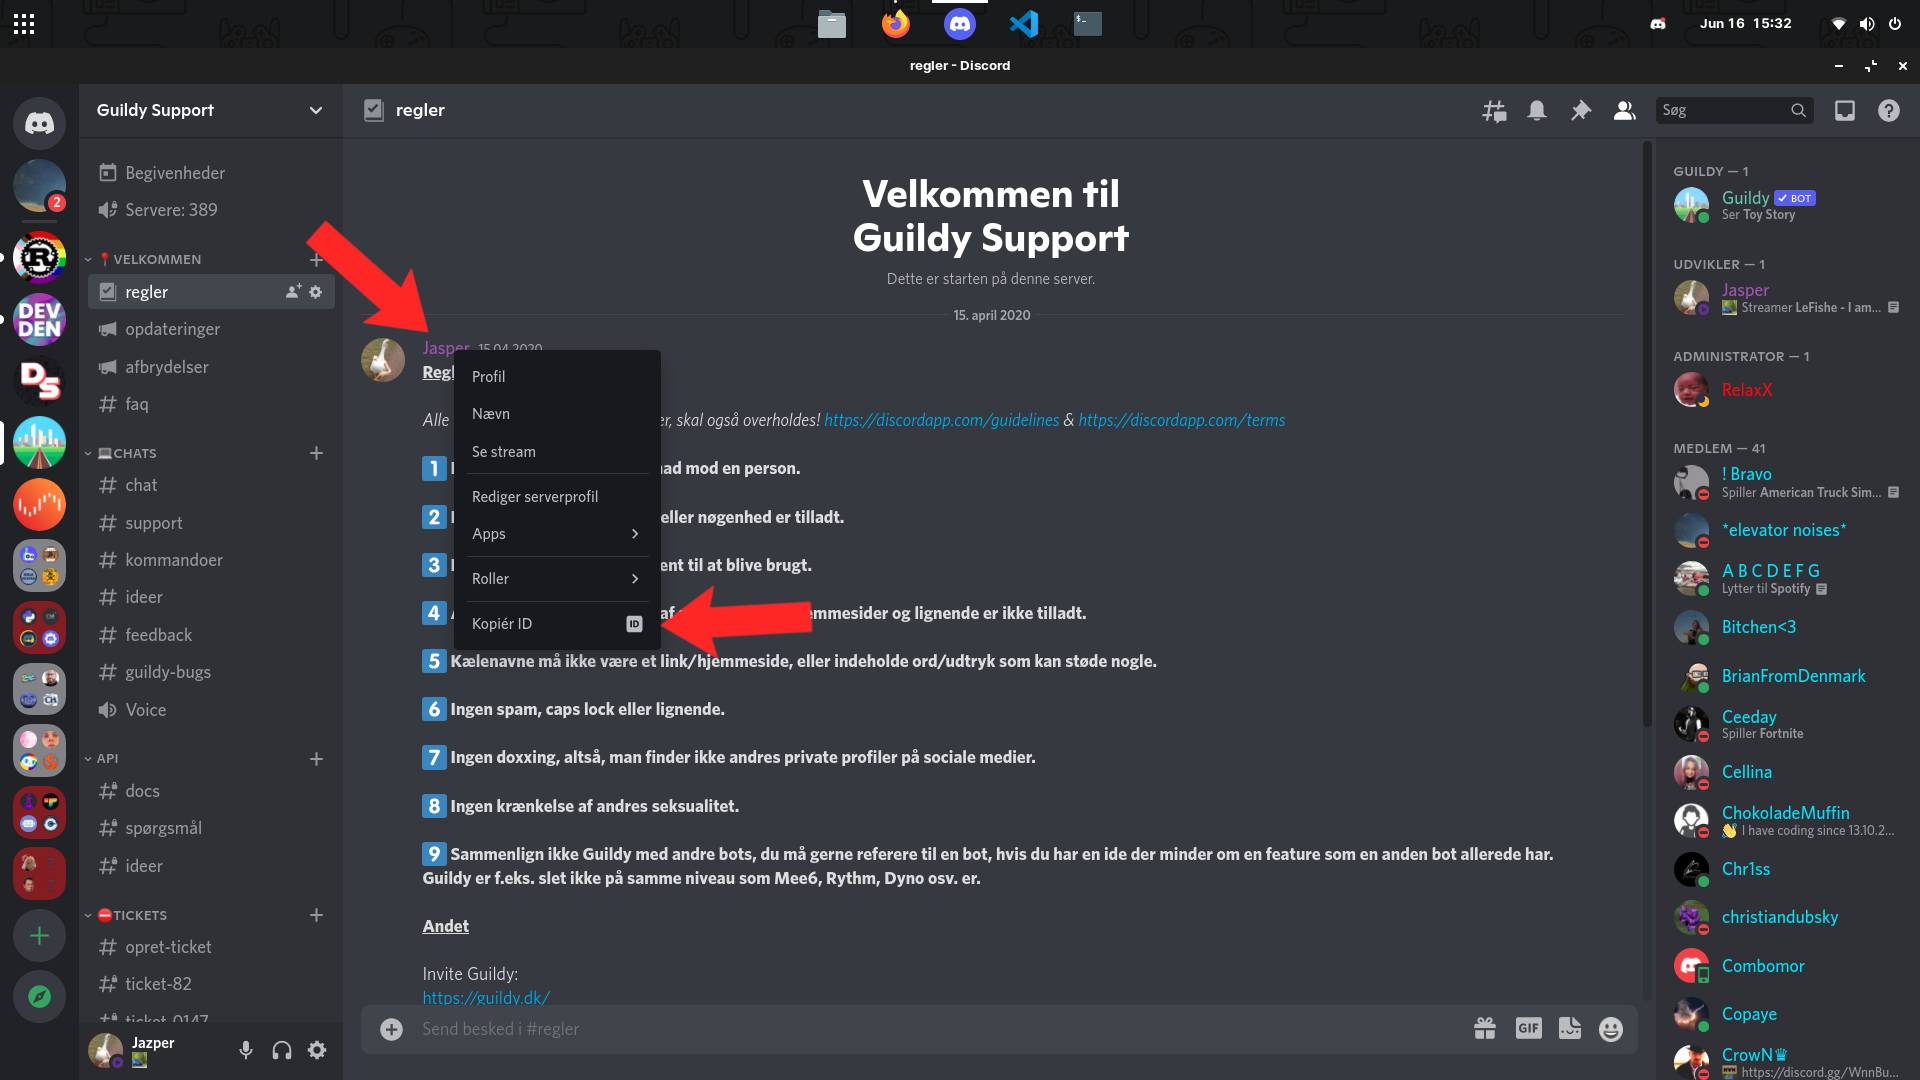 Jun 16 15:32
regler - Discord
Guildy Support
regler
Søg
2
Begivenheder
Servere: 389
VELKOMMEN
regler
opdateringer
afbrydelser
faq
CHATS
chat
support
kommandoer
ideer
feedback
guildy-bugs
Voice
API
docs
spørgsmål
ideer
TICKETS
opret-ticket
ticket-82
ticket-0147
Jazper
DEV
DEN
DS
Velkommen til
Guildy Support
Dette er starten på denne server.
15. april 2020
Jasper 15.04.2020
Alle skal også overholdes! https://discordapp.com/guidelines & https://discordapp.com/terms
1 mod en person.
2 eller nøgenhed er tilladt.
3 til at blive brugt.
4 af og lignende er ikke tilladt.
5 Kælenavne må ikke være et link/hjemmeside, eller indeholde ord/udtryk som kan støde nogle.
6 Ingen spam, caps lock eller lignende.
7 Ingen doxxing, altså, man finder ikke andres private profiler på sociale medier.
8 Ingen krænkelse af andres seksualitet.
9 Sammenlign ikke Guildy med andre bots, du må gerne referere til en bot, hvis du har en ide der minder om en feature som en anden bot allerede har.
Guildy er f.eks. slet ikke på samme niveau som Mee6, Rythm, Dyno osv. er.
Andet
Invite Guildy:
https://guildy.dk/
Send besked i #regler
GIF
Profil
Nævn
Se stream
Rediger serverprofil
Apps
Roller
Kopiér ID
ID
GUILDY — 1
Guildy BOT
Ser Toy Story
UDVIKLER — 1
Jasper
Streamer LeFishe - I am...
ADMINISTRATOR — 1
RelaxX
MEDLEM — 41
! Bravo
Spiller American Truck Sim...
*elevator noises*
A B C D E F G
Lytter til Spotify
Bitchen<3
BrianFromDenmark
Ceeday
Spiller Fortnite
Cellina
ChokoladeMuffin
👋 I have coding since 13.10.2...
Chr1ss
christiandubsky
Combomor
Copaye
CrowN♛
https://discord.gg/WnnBu...